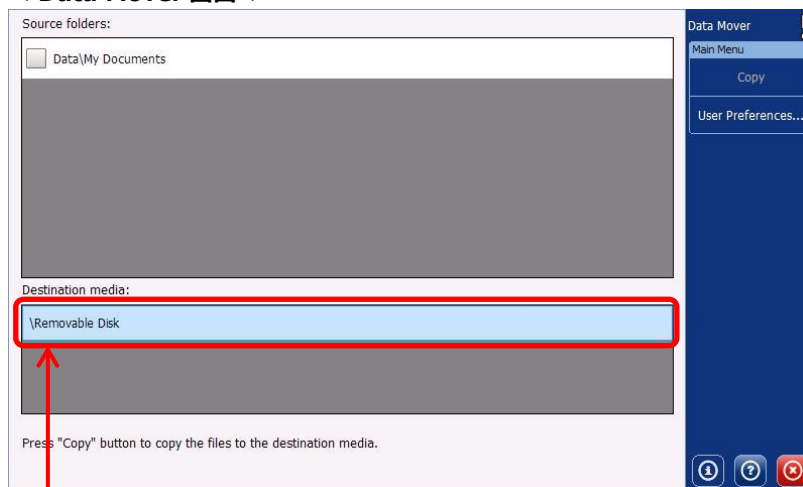 Source folders:
Data\My Documents
Destination media:
\Removable Disk
Press "Copy" button to copy the files to the destination media.
Data Mover
Main Menu
Copy
User Preferences...